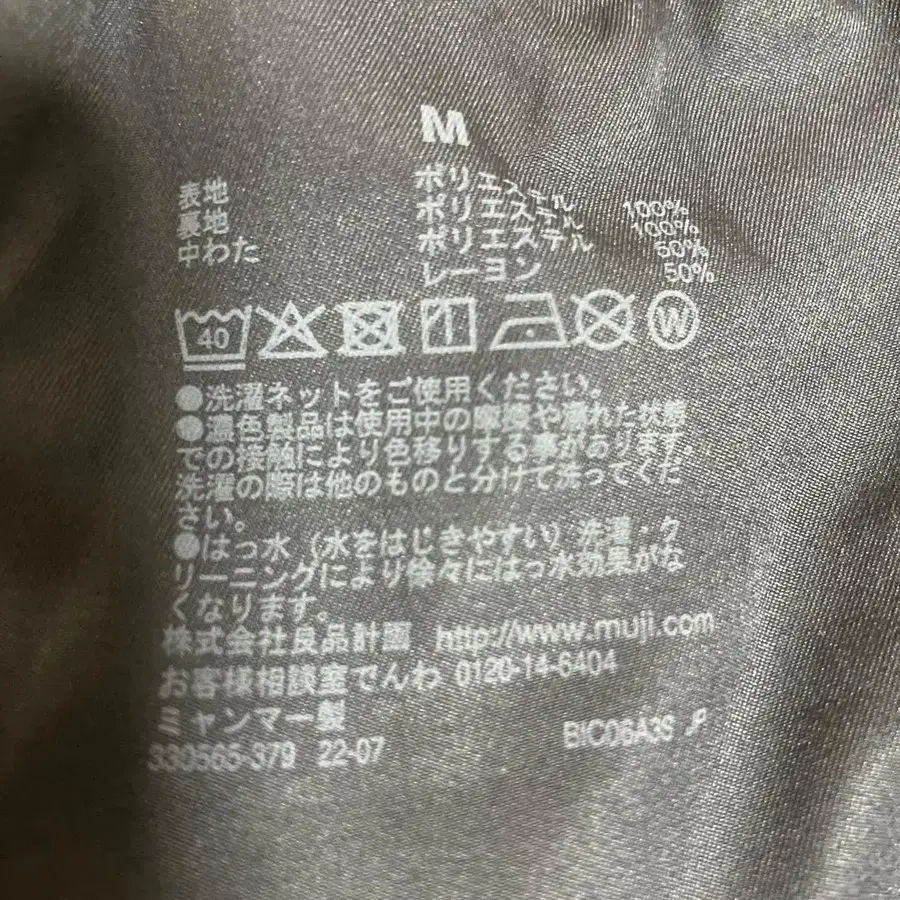 M
表地 ポリエステル 100%
裏地 ポリエステル 100%
中わた ポリエステル 50%
レーヨン 50%
40 W
●洗濯ネットをご使用ください。
●濃色製品は使用中の摩擦や濡れた状態
での接触により色移りする事があります。
洗濯の際は他のものと分けて洗ってくだ
さい。
●はっ水（水をはじきやすい）洗濯・ク
リーニングにより徐々にはっ水効果がな
くなります。
株式会社良品計画 http://www.muji.com
お客様相談室でんわ 0120-14-6404
ミャンマー製
330565-379 22-07 BIC06A3S JP